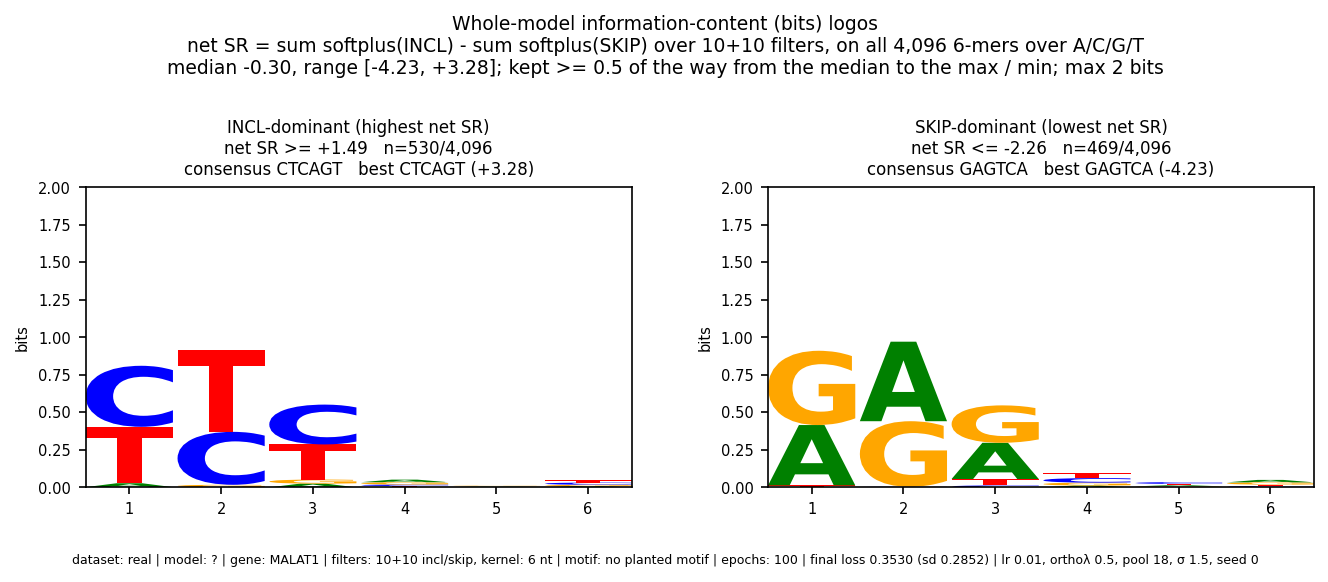 Whole-model information-content (bits) logos
net SR = sum softplus(INCL) - sum softplus(SKIP) over 10+10 filters, on all 4,096 6-mers over A/C/G/T
median -0.30, range [-4.23, +3.28]; kept >= 0.5 of the way from the median to the max / min; max 2 bits
INCL-dominant (highest net SR)
net SR >= +1.49   n=530/4,096
consensus CTCAGT   best CTCAGT (+3.28)
2.00
1.75
1.50
1.25
1.00
0.75
0.50
0.25
0.00
bits
C T C
T C T
1 2 3 4 5 6
SKIP-dominant (lowest net SR)
net SR <= -2.26   n=469/4,096
consensus GAGTCA   best GAGTCA (-4.23)
2.00
1.75
1.50
1.25
1.00
0.75
0.50
0.25
0.00
bits
G A G
A G A
T
1 2 3 4 5 6
dataset: real | model: ? | gene: MALAT1 | filters: 10+10 incl/skip, kernel: 6 nt | motif: no planted motif | epochs: 100 | final loss 0.3530 (sd 0.2852) | lr 0.01, orthoλ 0.5, pool 18, σ 1.5, seed 0